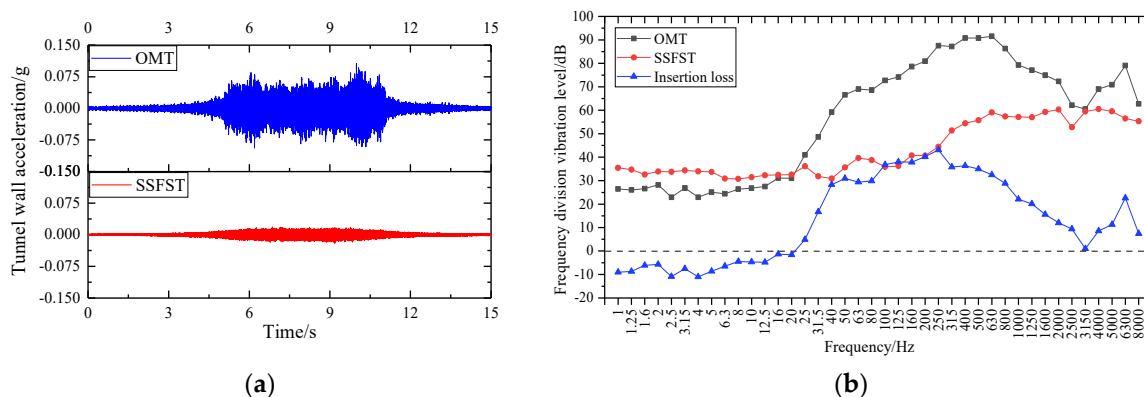 0 3 6 9 12 15
0.150
0.075
0.000
-0.075
-0.150
0.075
0.000
-0.075
-0.150
OMT
SSFST
Tunnel wall acceleration/g
0 3 6 9 12 15
Time/s
(a)
100
90
80
70
60
50
40
30
20
10
0
-10
-20
OMT
SSFST
Insertion loss
Frequency division vibration level/dB
1 1.25 1.6 2 2.5 3.15 4 5 6.3 8 10 12.5 16 20 25 31.5 40 50 63 80 100 125 160 200 250 315 400 500 630 800 1000 1250 1600 2000 2500 3150 4000 5000 6300 8000
Frequency/Hz
(b)